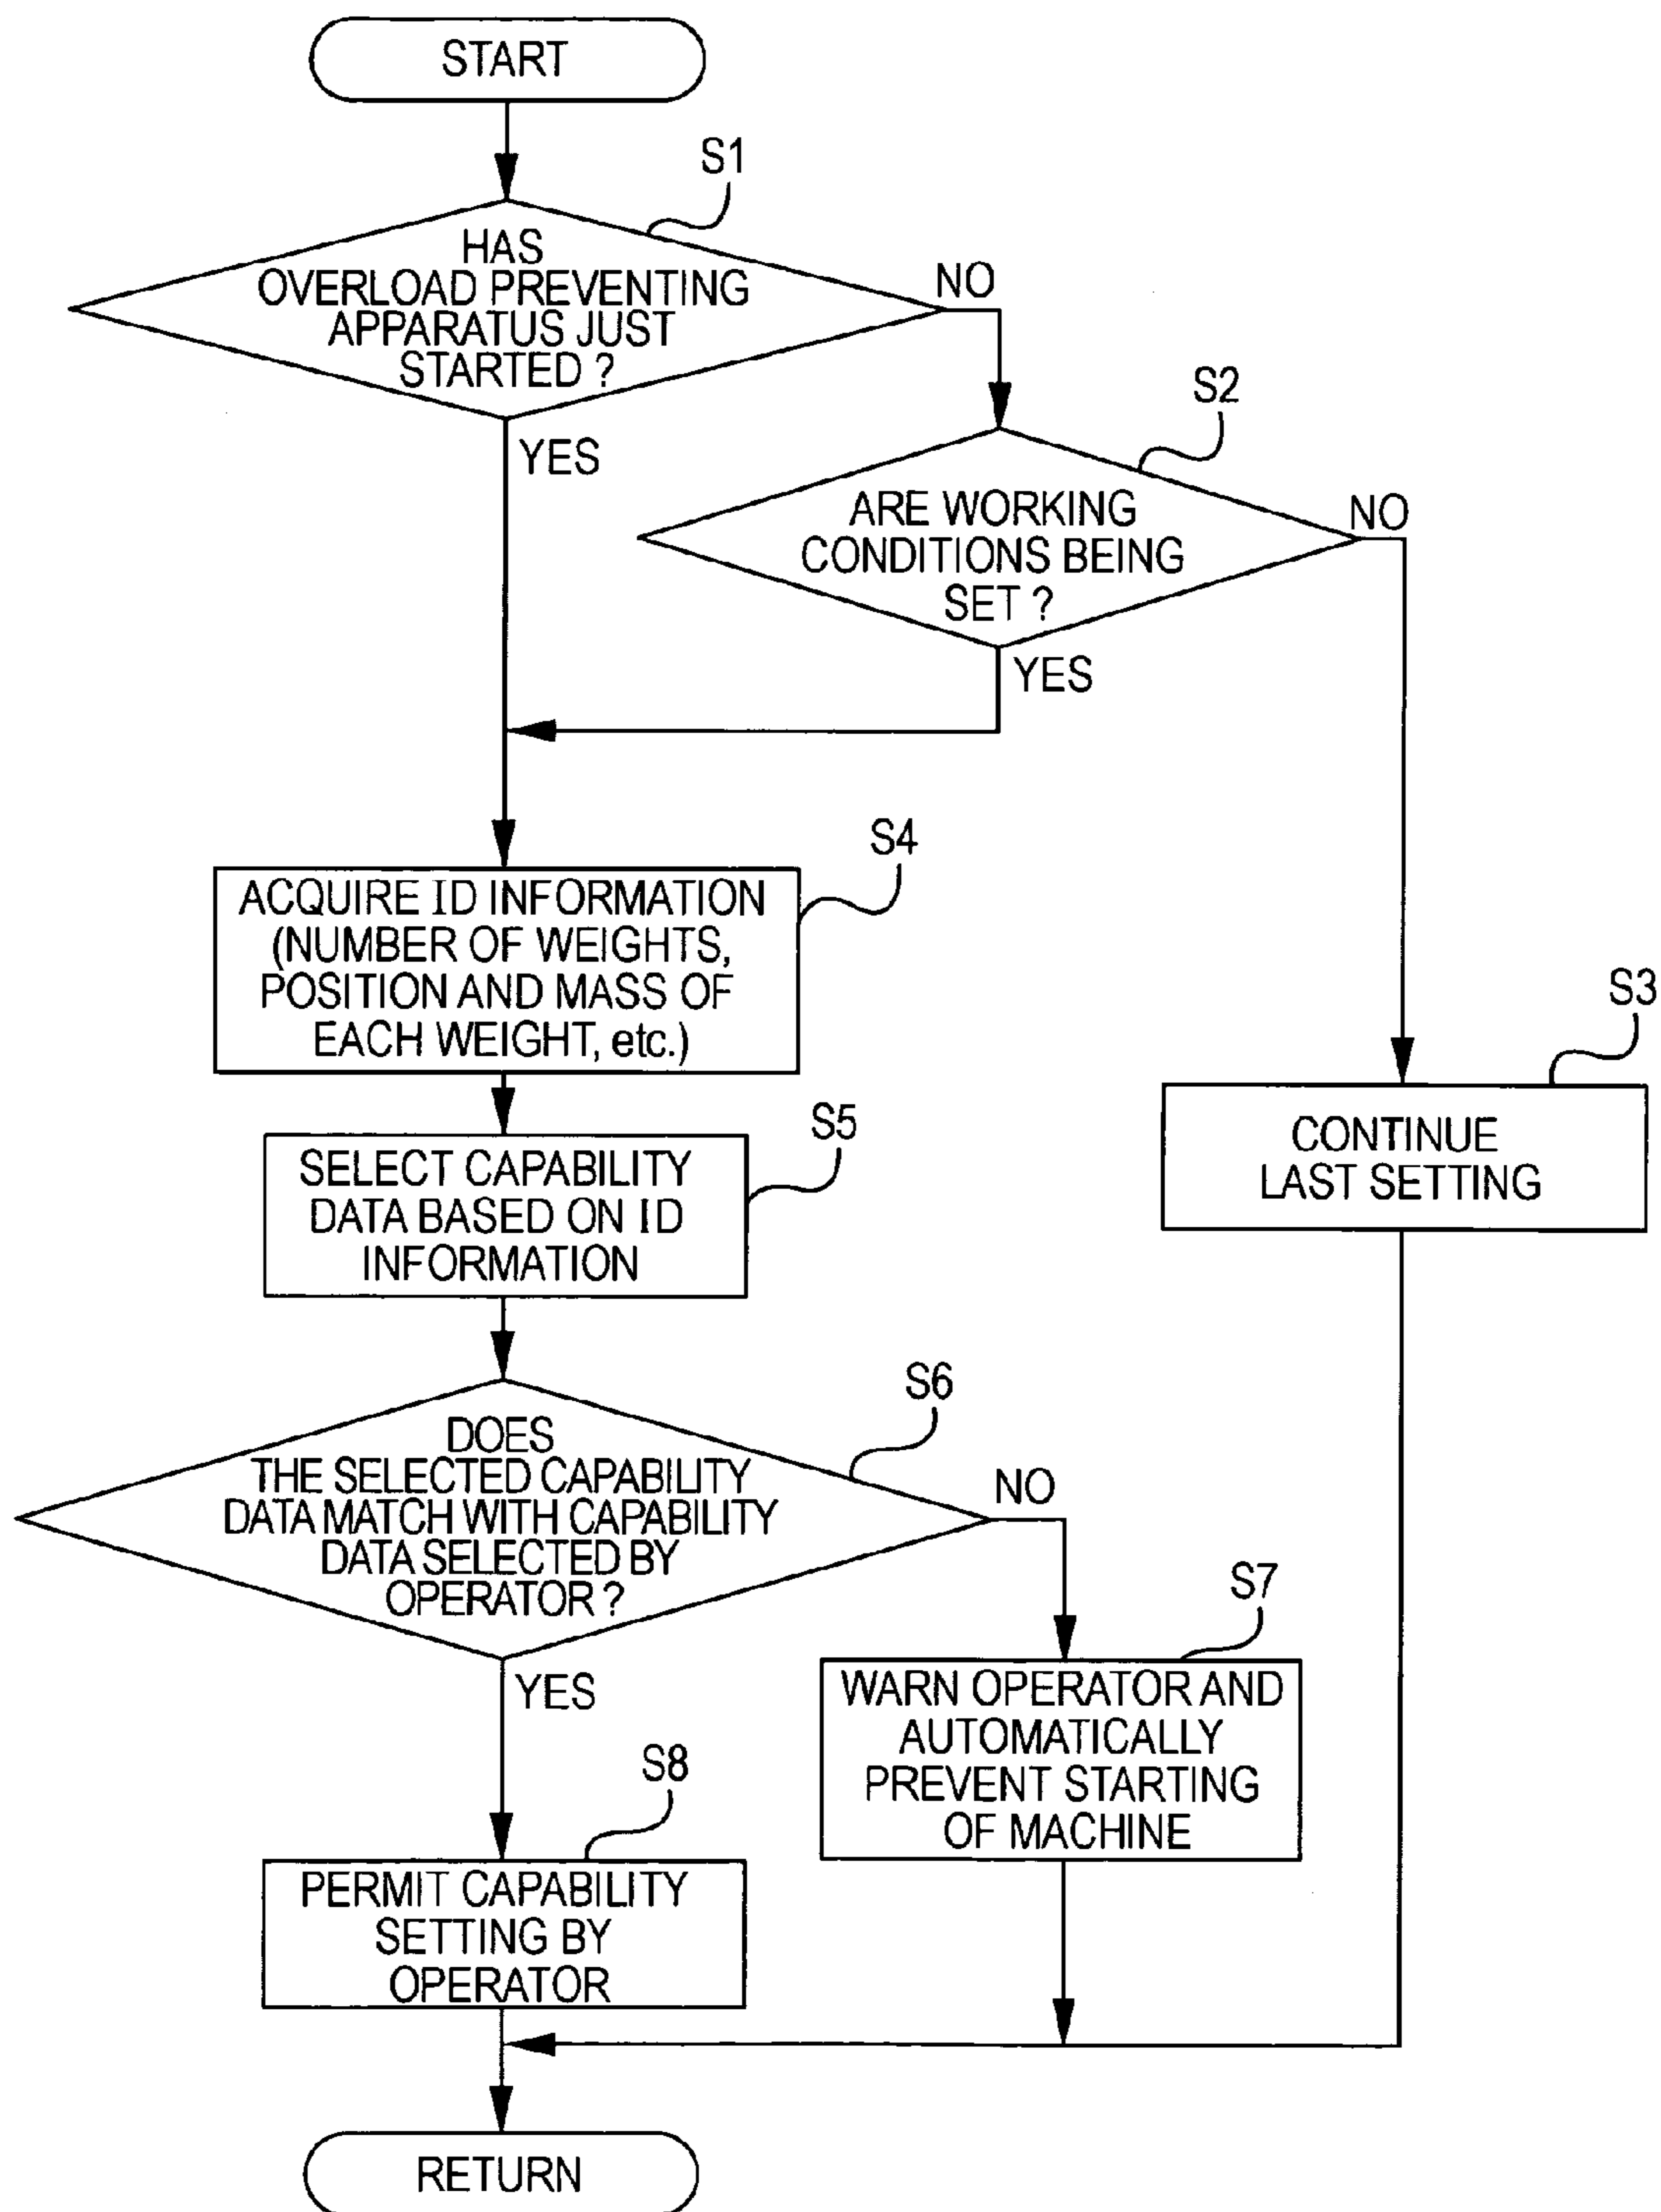 START
S1
HAS
OVERLOAD PREVENTING
APPARATUS JUST
STARTED ?
NO
YES
S2
ARE WORKING
CONDITIONS BEING
SET ?
NO
YES
S4
ACQUIRE ID INFORMATION
(NUMBER OF WEIGHTS,
POSITION AND MASS OF
EACH WEIGHT, etc.)
S3
CONTINUE
LAST SETTING
S5
SELECT CAPABILITY
DATA BASED ON ID
INFORMATION
S6
DOES
THE SELECTED CAPABILITY
DATA MATCH WITH CAPABILITY
DATA SELECTED BY
OPERATOR ?
NO
YES
S7
WARN OPERATOR AND
AUTOMATICALLY
PREVENT STARTING
OF MACHINE
S8
PERMIT CAPABILITY
SETTING BY
OPERATOR
RETURN